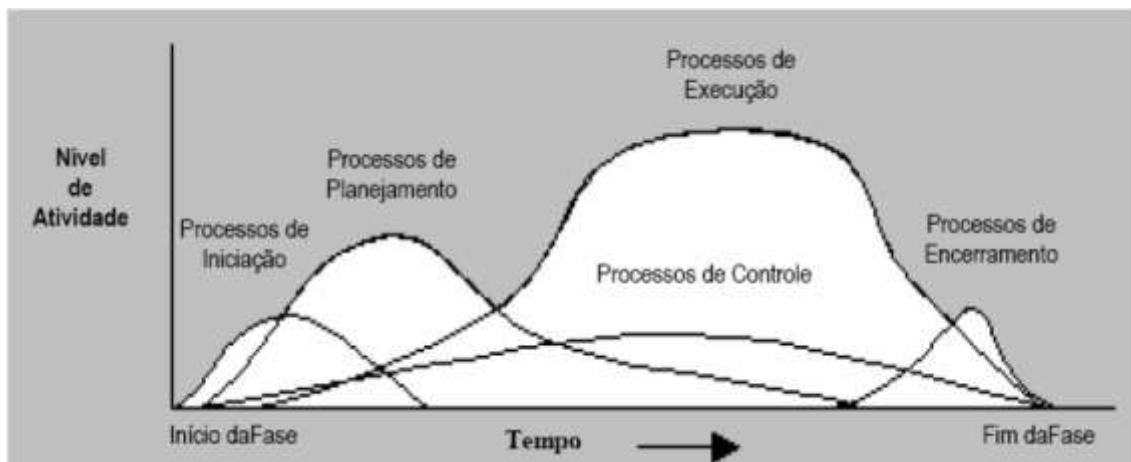 Processos de
Execução
Nível
de
Atividade
Processos de
Planejamento
Processos de
Iniciação
Processos de
Encerramento
Processos de Controle
Início daFase
Tempo
Fim daFase